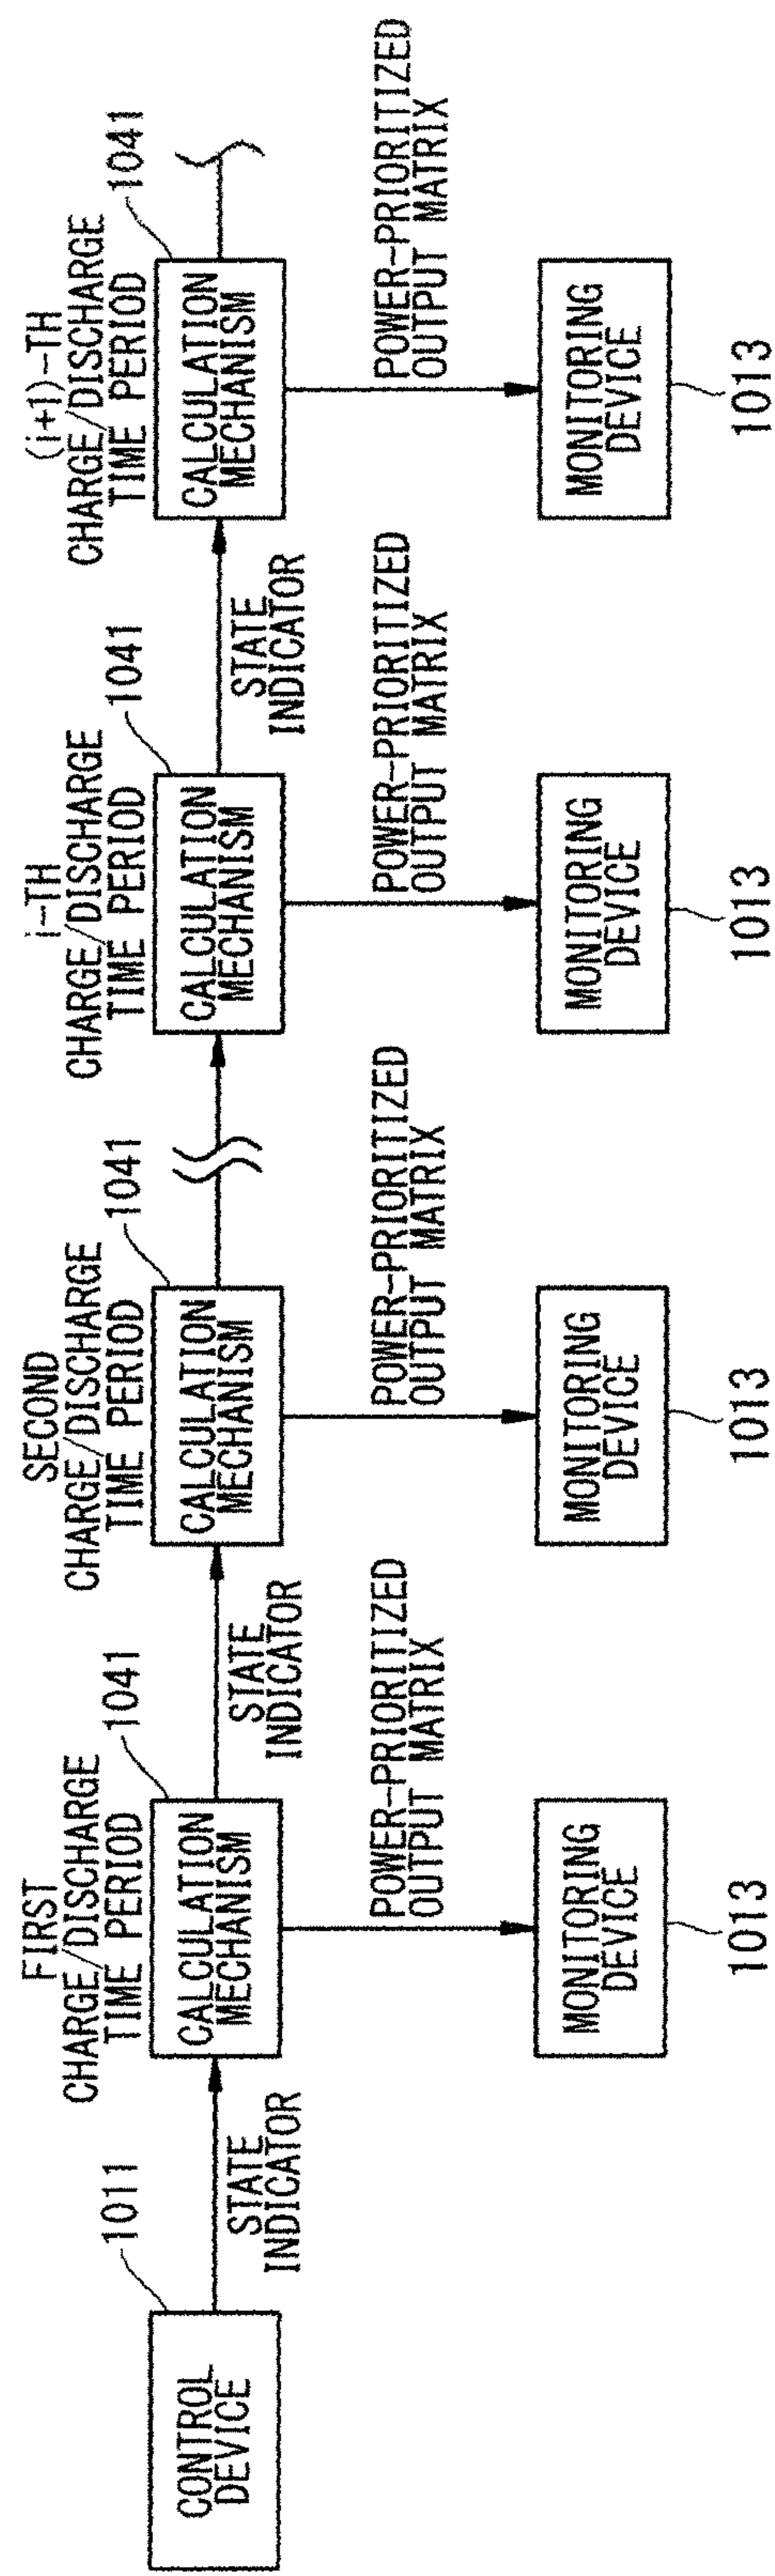 CONTROL
DEVICE
1011
STATE
INDICATOR
FIRST
CHARGE/DISCHARGE
TIME PERIOD
1041
CALCULATION
MECHANISM
POWER-PRIORITIZED
OUTPUT MATRIX
MONITORING
DEVICE
1013
STATE
INDICATOR
SECOND
CHARGE/DISCHARGE
TIME PERIOD
1041
CALCULATION
MECHANISM
POWER-PRIORITIZED
OUTPUT MATRIX
MONITORING
DEVICE
1013
i-TH
CHARGE/DISCHARGE
TIME PERIOD
1041
CALCULATION
MECHANISM
POWER-PRIORITIZED
OUTPUT MATRIX
MONITORING
DEVICE
1013
STATE
INDICATOR
(i+1)-TH
CHARGE/DISCHARGE
TIME PERIOD
1041
CALCULATION
MECHANISM
POWER-PRIORITIZED
OUTPUT MATRIX
MONITORING
DEVICE
1013